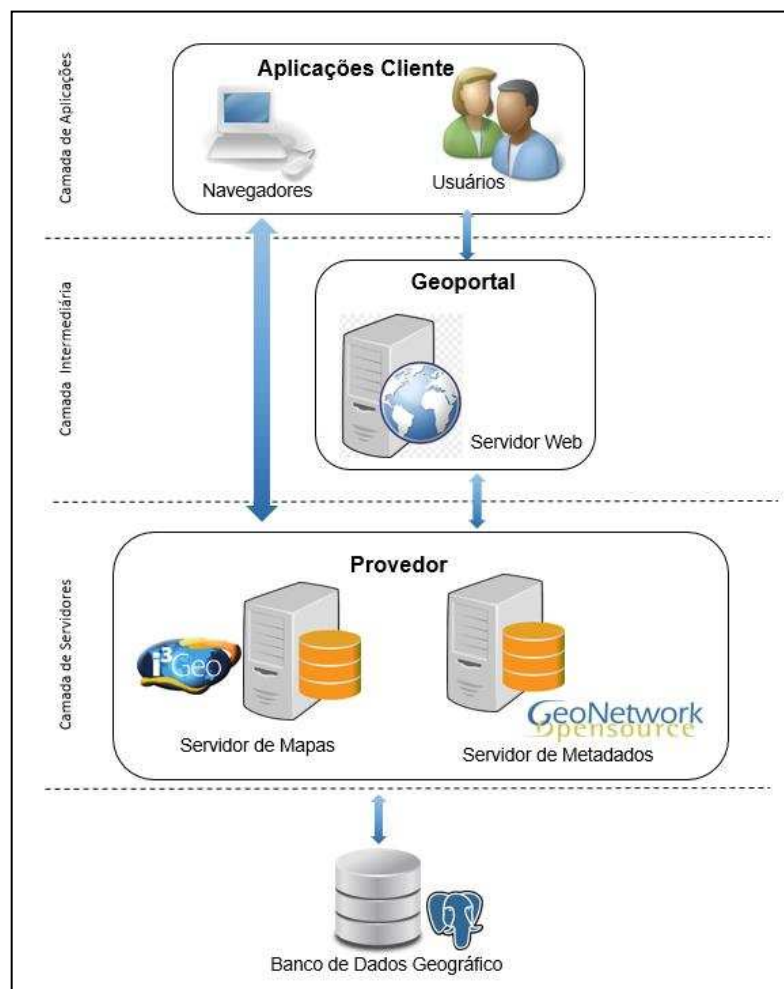 Camada de Aplicações
Aplicações Cliente
Navegadores
Usuários
Camada Intermediária
Geoportal
Servidor Web
Camada de Servidores
Provedor
i³Geo
Servidor de Mapas
GeoNetwork
Opensource
Servidor de Metadados
Banco de Dados Geográfico